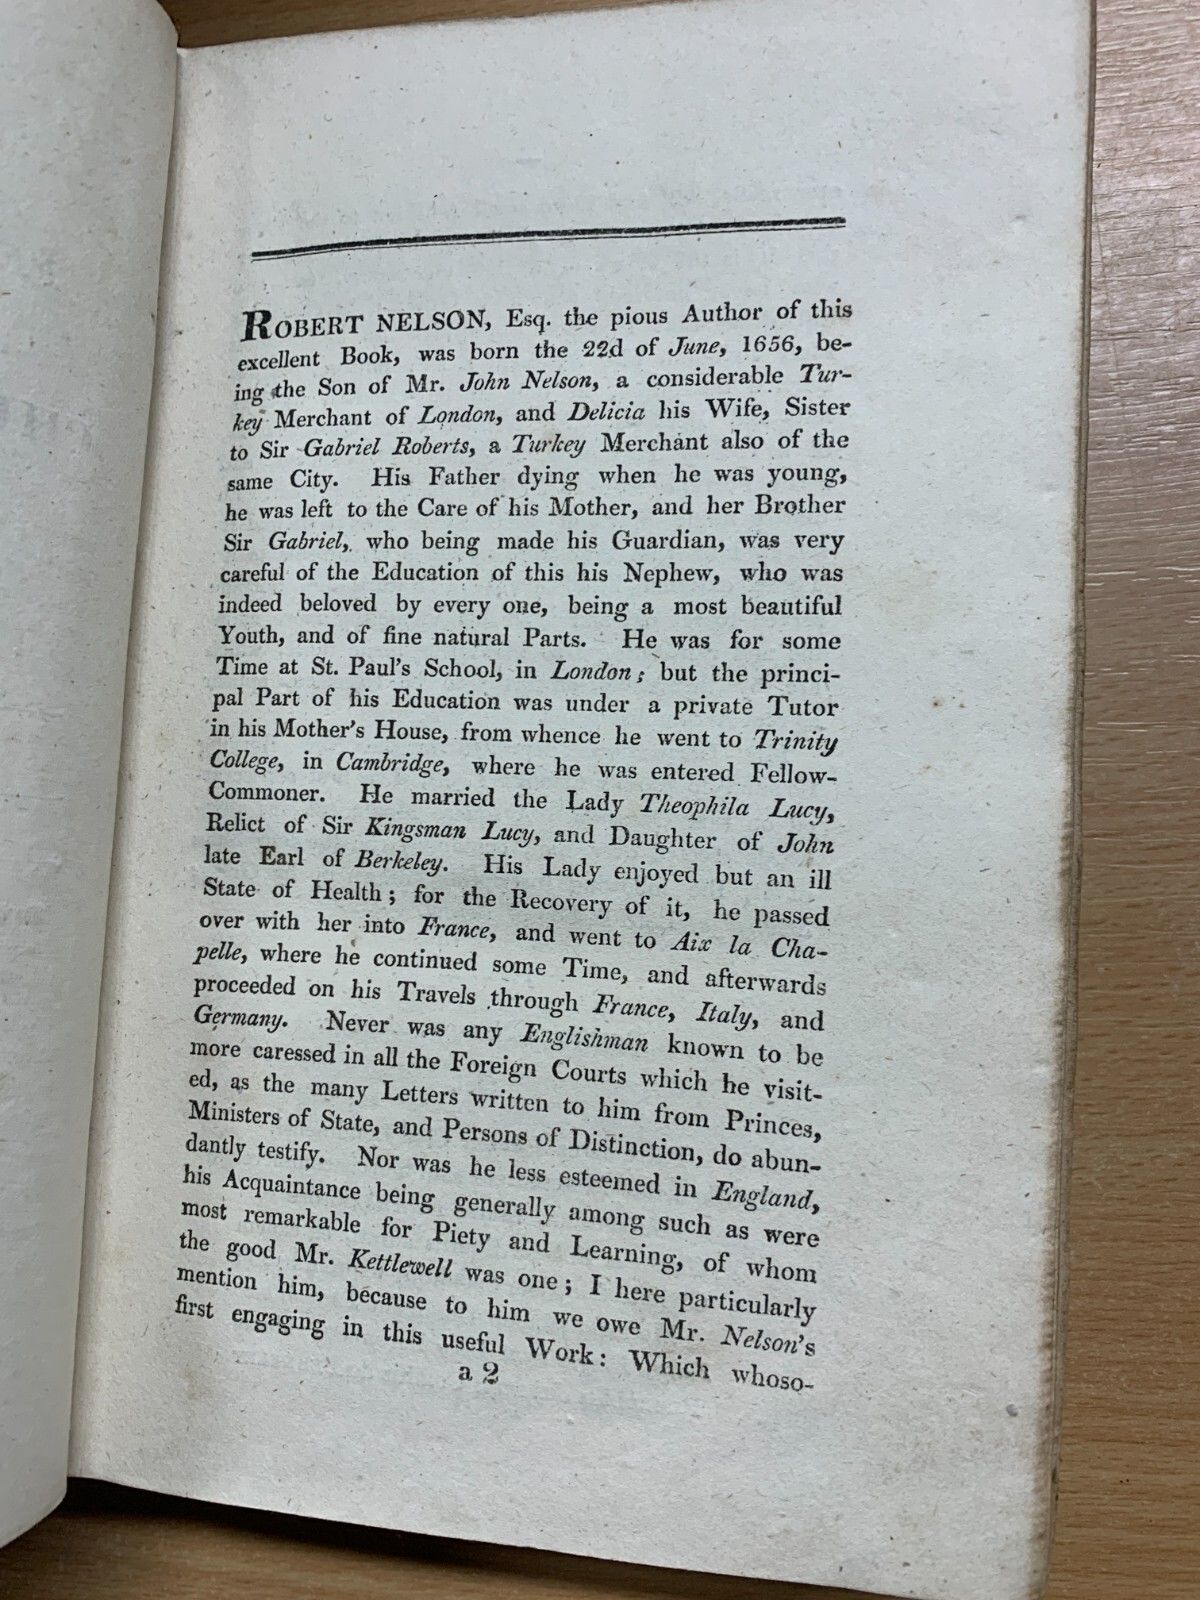 ROBERT NELSON, Esq. the pious Author of this
excellent Book, was born the 22d of June, 1656, be-
ing the Son of Mr. John Nelson, a considerable Tur-
key Merchant of London, and Delicia his Wife, Sister
to Sir Gabriel Roberts, a Turkey Merchant also of the
same City. His Father dying when he was young,
he was left to the Care of his Mother, and her Brother
Sir Gabriel, who being made his Guardian, was very
careful of the Education of this his Nephew, who was
indeed beloved by every one, being a most beautiful
Youth, and of fine natural Parts. He was for some
Time at St. Paul's School, in London; but the princi-
pal Part of his Education was under a private Tutor
in his Mother's House, from whence he went to Trinity
College, in Cambridge, where he was entered Fellow-
Commoner. He married the Lady Theophila Lucy,
Relict of Sir Kingsman Lucy, and Daughter of John
late Earl of Berkeley. His Lady enjoyed but an ill
State of Health; for the Recovery of it, he passed
over with her into France, and went to Aix la Cha-
pelle, where he continued some Time, and afterwards
proceeded on his Travels through France, Italy, and
Germany. Never was any Englishman known to be
more caressed in all the Foreign Courts which he visit-
ed, as the many Letters written to him from Princes,
Ministers of State, and Persons of Distinction, do abun-
dantly testify. Nor was he less esteemed in England,
his Acquaintance being generally among such as were
most remarkable for Piety and Learning, of whom
the good Mr. Kettlewell was one; I here particularly
mention him, because to him we owe Mr. Nelson's
first engaging in this useful Work: Which whoso-
a 2